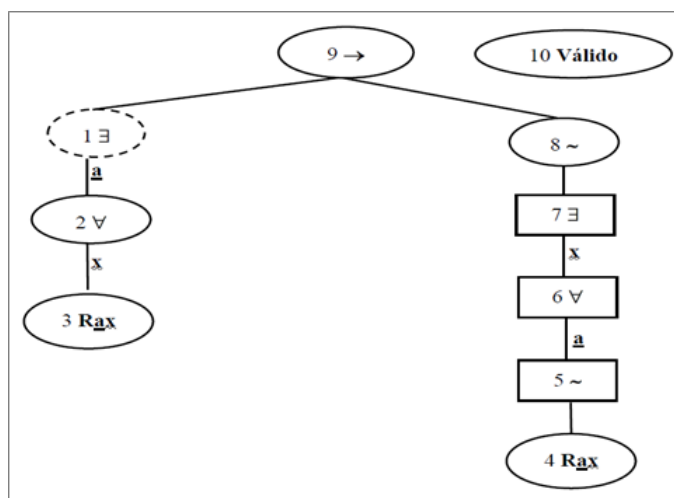 9 →
10 Válido
1 ∃
8 ~
a
7 ∃
2 ∀
x
x
6 ∀
3 Rax
a
5 ~
4 Rax